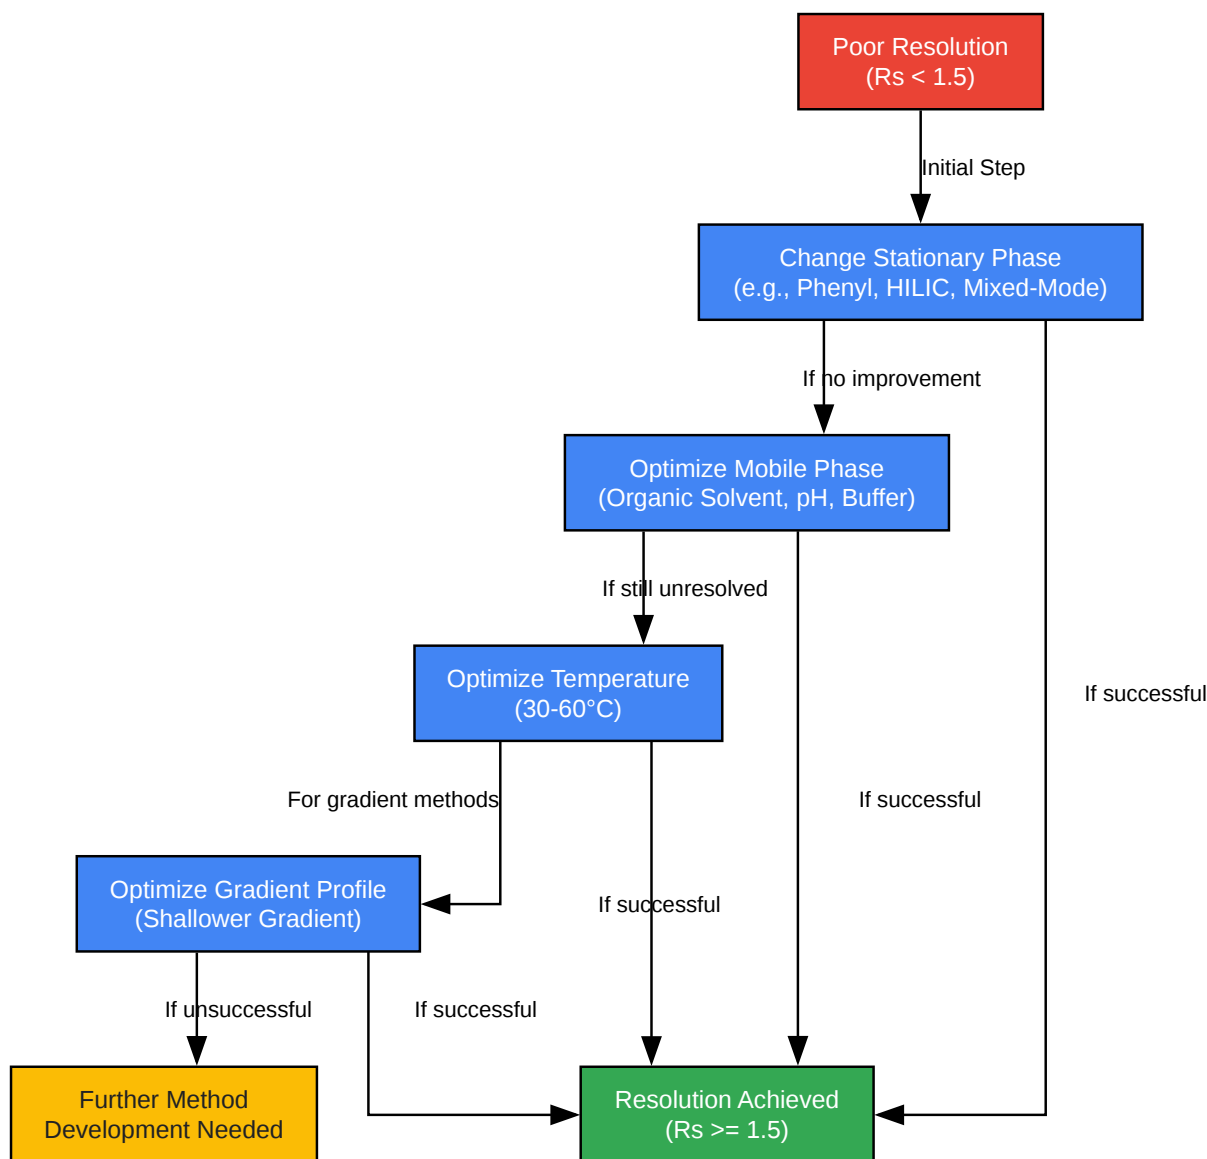 Poor Resolution
(Rs < 1.5)
Initial Step
Change Stationary Phase
(e.g., Phenyl, HILIC, Mixed-Mode)
If no improvement
Optimize Mobile Phase
(Organic Solvent, pH, Buffer)
If still unresolved
Optimize Temperature
(30-60°C)
If successful
For gradient methods
If successful
Optimize Gradient Profile
(Shallower Gradient)
If successful
If unsuccessful
If successful
Further Method
Development Needed
Resolution Achieved
(Rs >= 1.5)